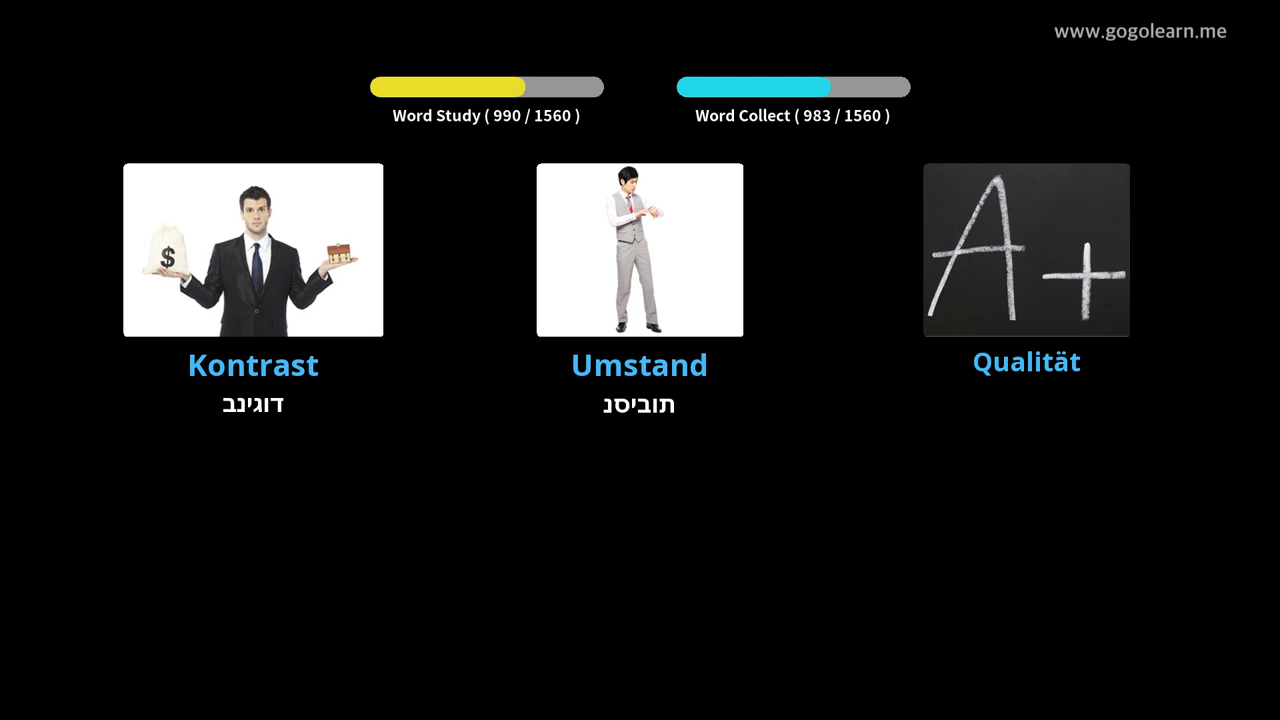 www.gogolearn.me
Word Study ( 990 / 1560 )
Word Collect ( 983 / 1560 )
Kontrast
דוגינב
Umstand
תוביסנ
Qualität
$
A+